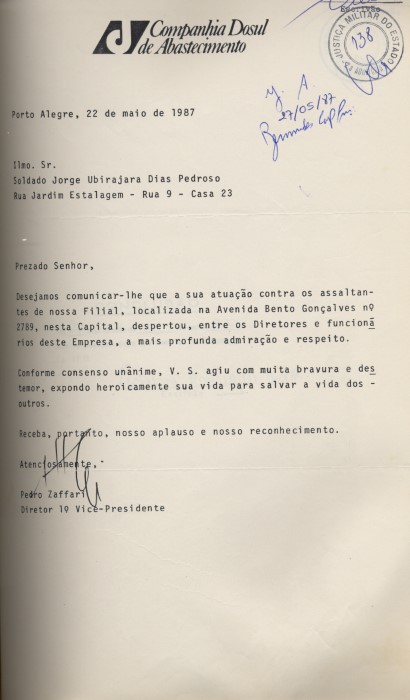 Companhia Dosul
de Abastecimento
Escrivão
JUSTIÇA MILITAR DO ESTADO
138
Porto Alegre, 22 de maio de 1987
27/05/87
Ilmo. Sr.
Soldado Jorge Ubirajara Dias Pedroso
Rua Jardim Estalagem - Rua 9 - Casa 23
Prezado Senhor,
Desejamos comunicar-lhe que a sua atuação contra os assaltan-
tes de nossa Filial, localizada na Avenida Bento Gonçalves nº
2789, nesta Capital, despertou, entre os Diretores e funcioná
rios deste Empresa, a mais profunda admiração e respeito.
Conforme consenso unânime, V. S. agiu com muita bravura e des
temor, expondo heroicamente sua vida para salvar a vida dos -
outros.
Receba, portanto, nosso aplauso e nosso reconhecimento.
Atenciosamente,
Pedro Zaffari
Diretor 1º Vice-Presidente